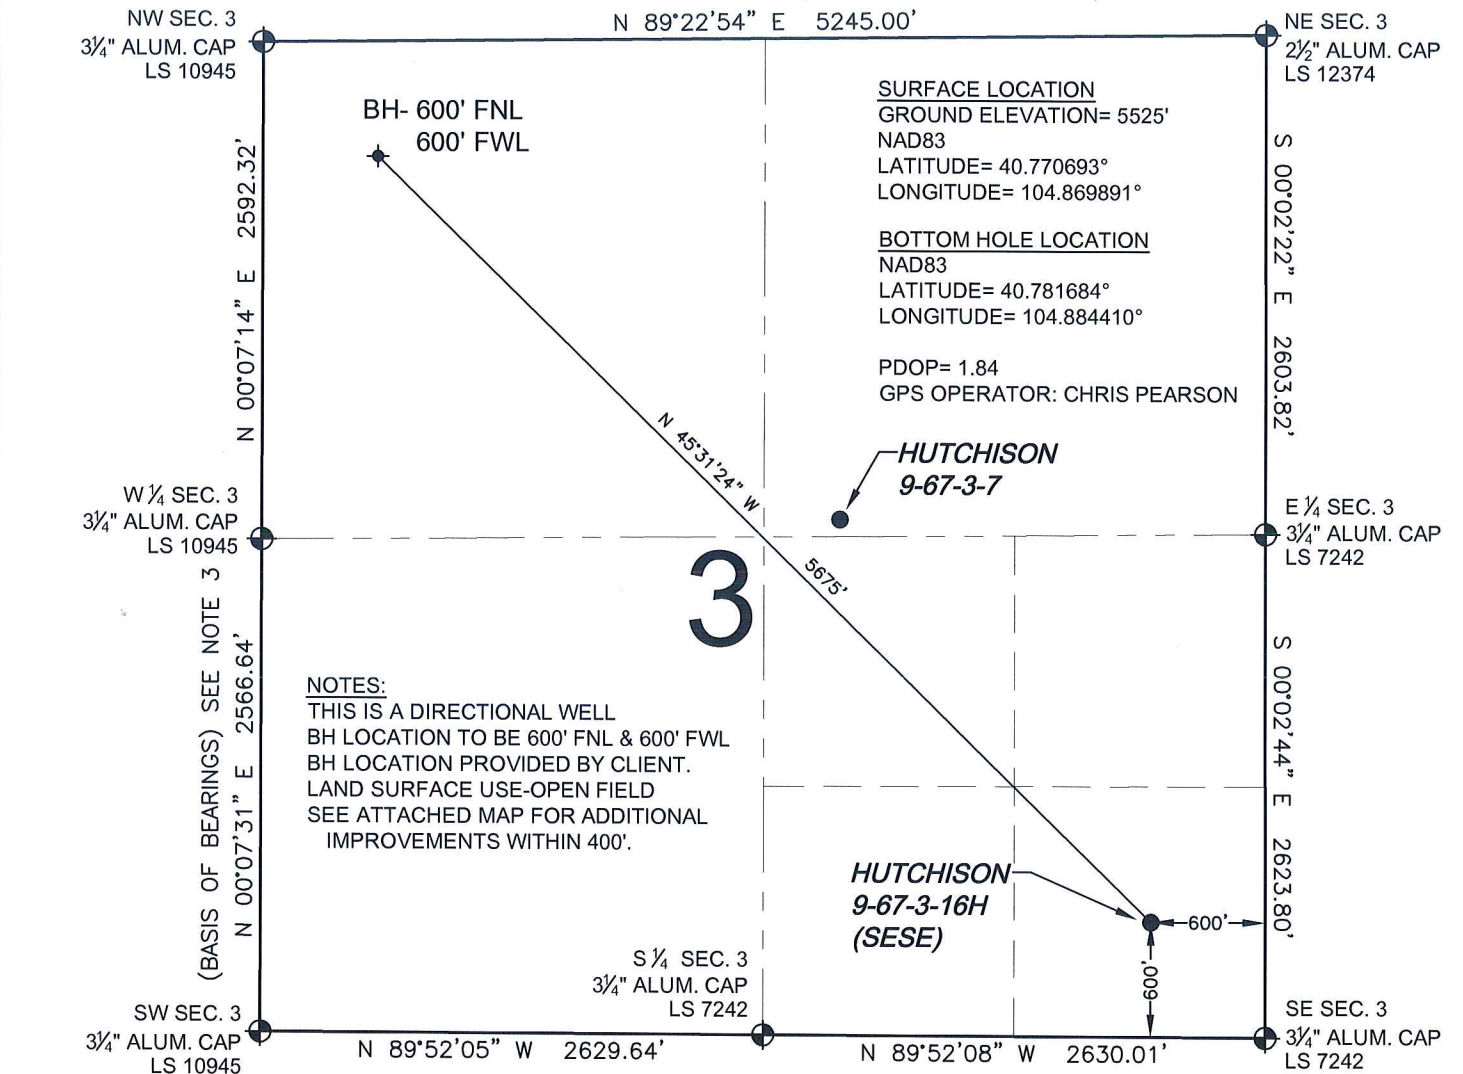 NW SEC. 3
3¼" ALUM. CAP
LS 10945
N 89°22'54" E 5245.00'
NE SEC. 3
2½" ALUM. CAP
LS 12374
BH- 600' FNL
600' FWL
SURFACE LOCATION
GROUND ELEVATION= 5525'
NAD83
LATITUDE= 40.770693°
LONGITUDE= 104.869891°
BOTTOM HOLE LOCATION
NAD83
LATITUDE= 40.781684°
LONGITUDE= 104.884410°
PDOP= 1.84
GPS OPERATOR: CHRIS PEARSON
N 00°07'14" E 2592.32'
S 00°02'22" E 2603.82'
N 45°31'24" W
5675'
HUTCHISON
9-67-3-7
W ¼ SEC. 3
3¼" ALUM. CAP
LS 10945
E ¼ SEC. 3
3¼" ALUM. CAP
LS 7242
3
(BASIS OF BEARINGS) SEE NOTE 3
N 00°07'31" E 2566.64'
S 00°02'44" E 2623.80'
NOTES:
THIS IS A DIRECTIONAL WELL
BH LOCATION TO BE 600' FNL & 600' FWL
BH LOCATION PROVIDED BY CLIENT.
LAND SURFACE USE-OPEN FIELD
SEE ATTACHED MAP FOR ADDITIONAL
IMPROVEMENTS WITHIN 400'.
HUTCHISON
9-67-3-16H
(SESE)
600'
600'
S ¼ SEC. 3
3¼" ALUM. CAP
LS 7242
SW SEC. 3
3¼" ALUM. CAP
LS 10945
N 89°52'05" W 2629.64'
N 89°52'08" W 2630.01'
SE SEC. 3
3¼" ALUM. CAP
LS 7242